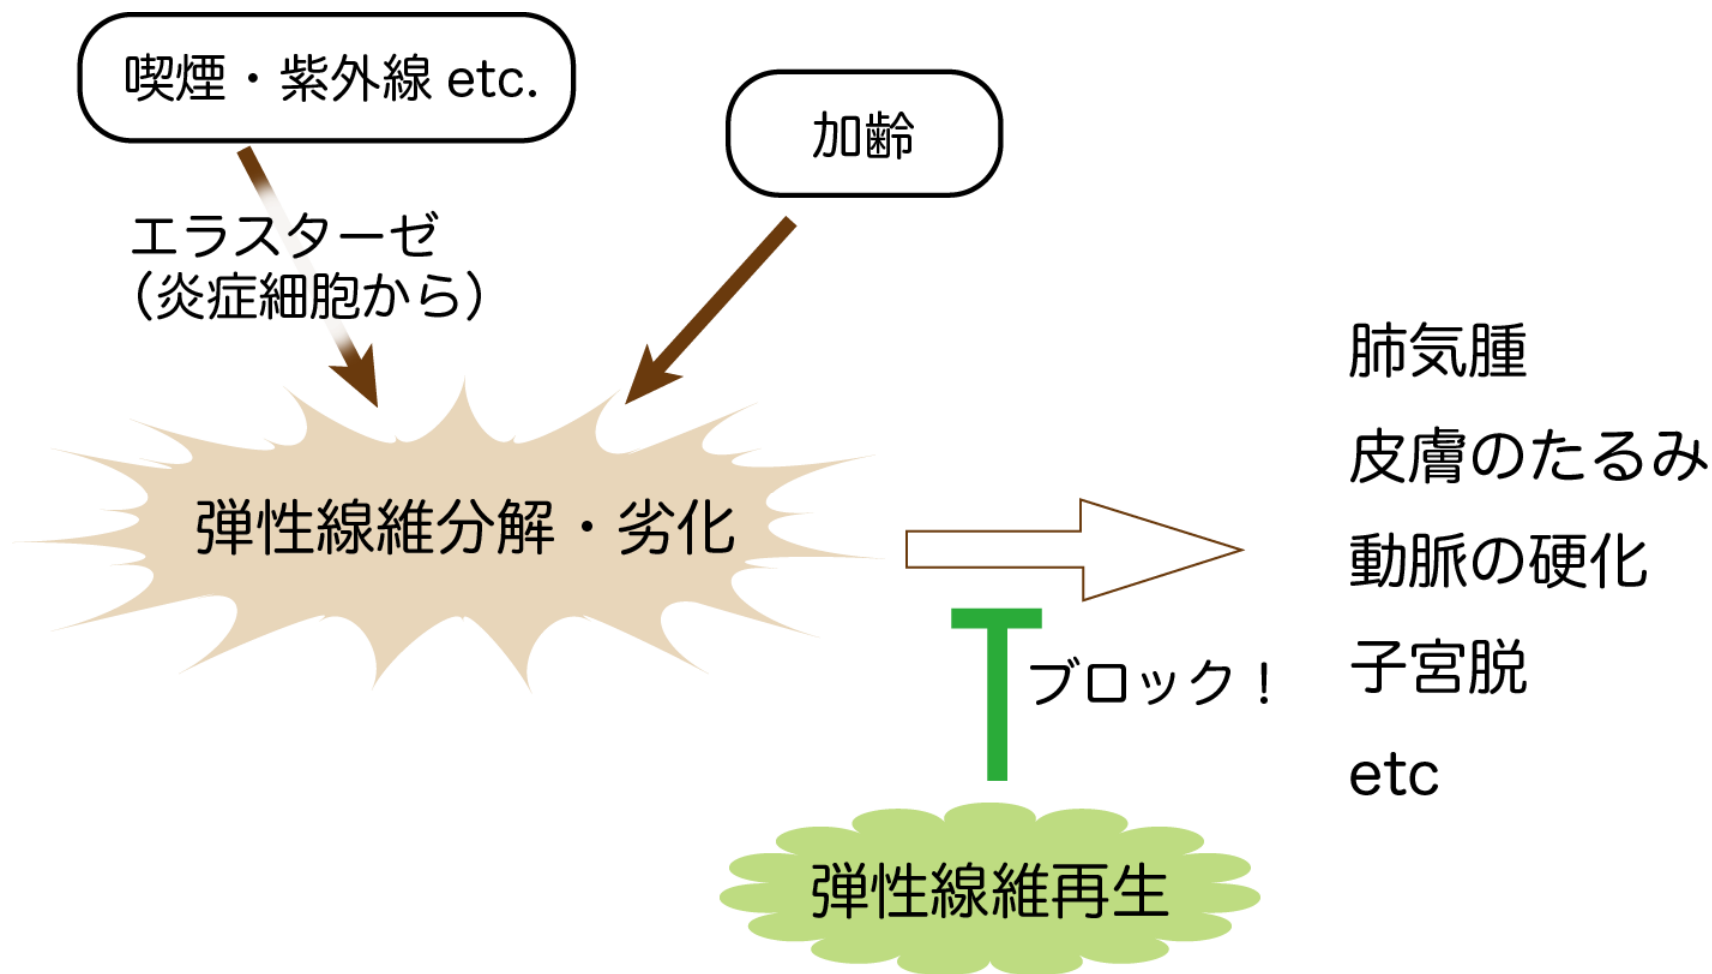 喫煙・紫外線 etc.
加齢
エラスターゼ
（炎症細胞から）
弾性線維分解・劣化
肺気腫
皮膚のたるみ
動脈の硬化
子宮脱
etc
ブロック！
弾性線維再生